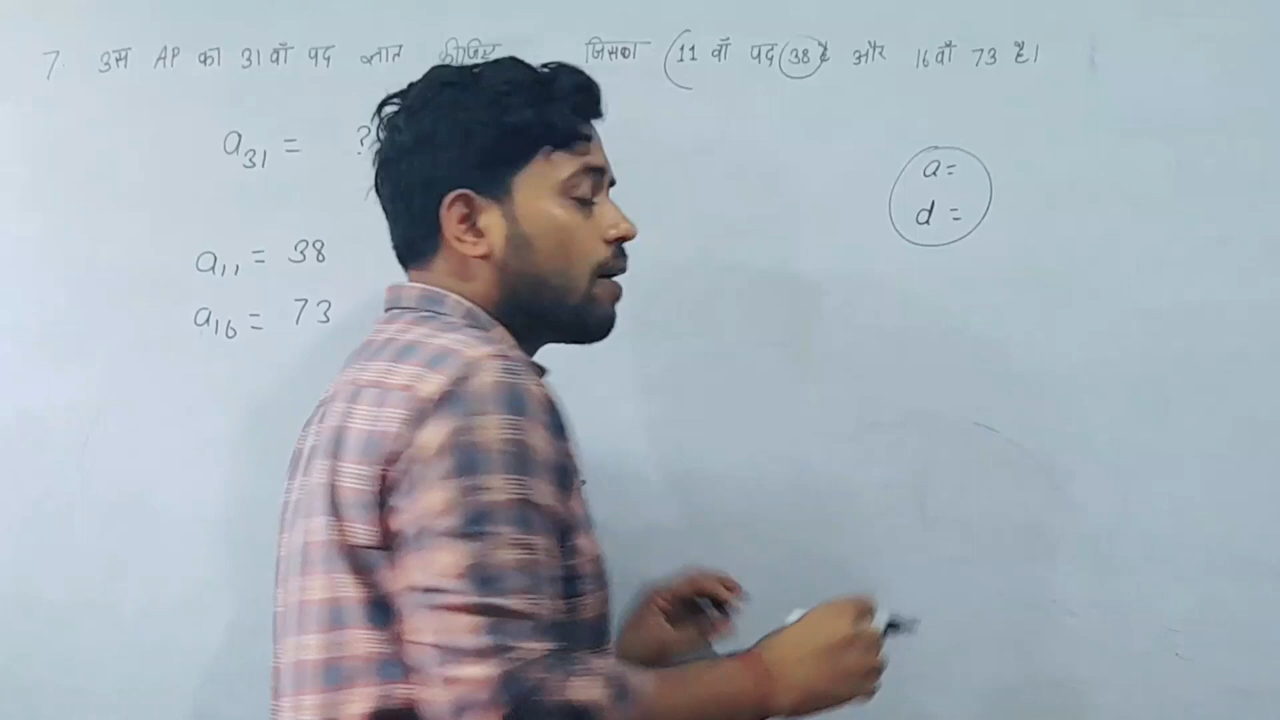 7. उस AP का 31 वाँ पद ज्ञात कीजिए जिसका (11 वाँ पद 38 है और 16 वाँ 73 है।
a31 = ?
a =
d =
a11 = 38
a16 = 73